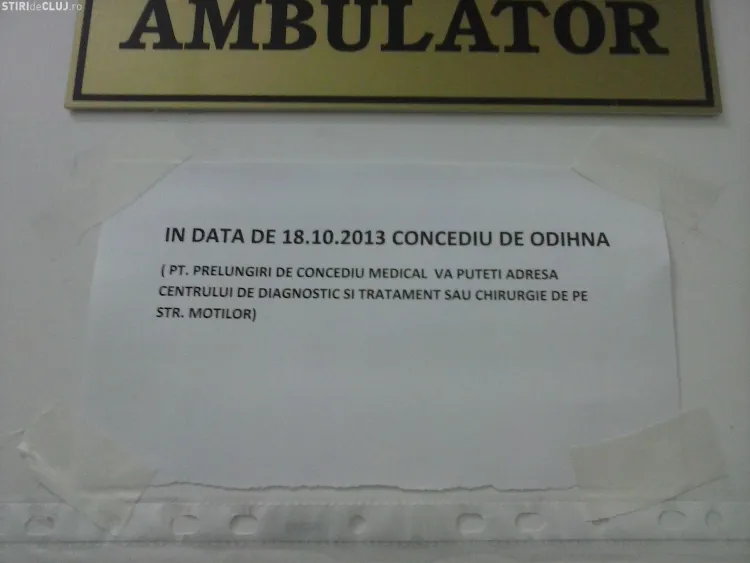 STIRIdeCLUJ.ro
AMBULATOR
IN DATA DE 18.10.2013 CONCEDIU DE ODIHNA
( PT. PRELUNGIRI DE CONCEDIU MEDICAL VA PUTETI ADRESA
CENTRULUI DE DIAGNOSTIC SI TRATAMENT SAU CHIRURGIE DE PE
STR. MOTILOR)